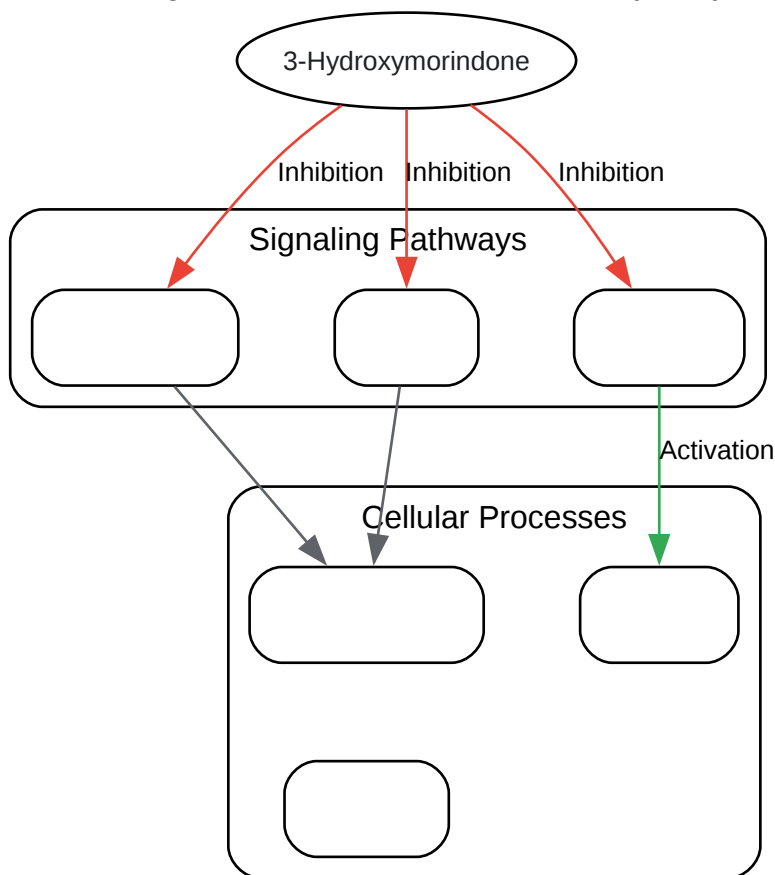 3-Hydroxymorindone
Inhibition Inhibition Inhibition
Signaling Pathways
Activation
Cellular Processes